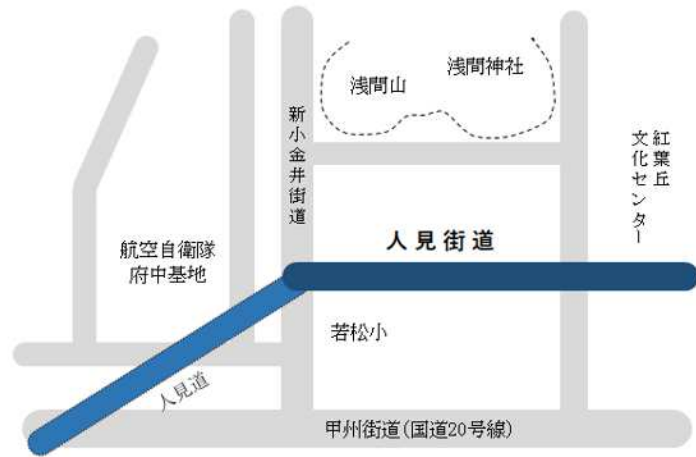 浅間山
浅間神社
新小金井街道
紅葉丘
文化センター
人見街道
航空自衛隊
府中基地
若松小
人見道
甲州街道(国道20号線)